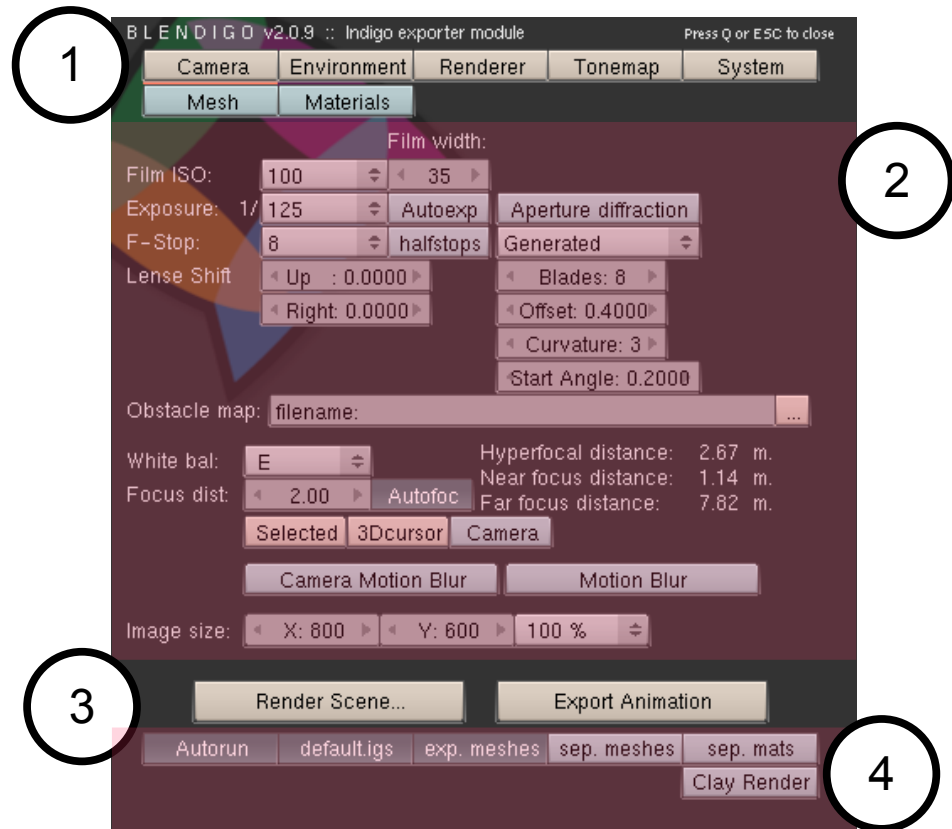 BLENDIGO v2.0.9 :: Indigo exporter module Press Q or ESC to close
1
Camera Environment Renderer Tonemap System
Mesh Materials
Film width:
2
Film ISO: 100 35
Exposure: 1/ 125 Autoexp Aperture diffraction
F-Stop: 8 halfstops Generated
Lense Shift Up : 0.0000 Blades: 8
Right: 0.0000 Offset: 0.4000
Curvature: 3
Start Angle: 0.2000
Obstacle map: filename: ...
White bal: E Hyperfocal distance: 2.67 m.
Near focus distance: 1.14 m.
Focus dist: 2.00 Autofoc Far focus distance: 7.82 m.
Selected 3Dcursor Camera
Camera Motion Blur Motion Blur
Image size: X: 800 Y: 600 100 %
3
Render Scene... Export Animation
Autorun default.igs exp. meshes sep. meshes sep. mats
Clay Render
4